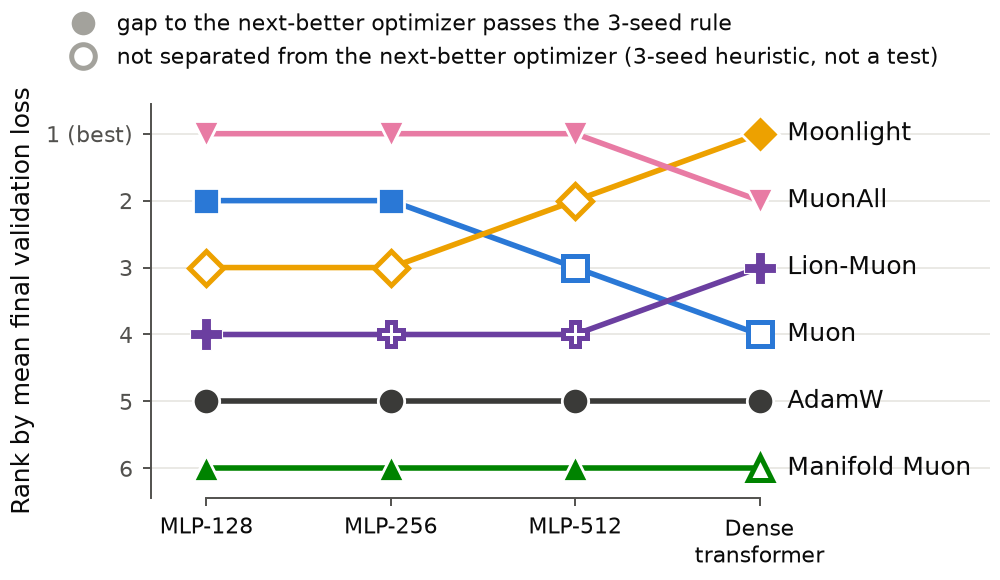 gap to the next-better optimizer passes the 3-seed rule
not separated from the next-better optimizer (3-seed heuristic, not a test)
Rank by mean final validation loss
1 (best)
2
3
4
5
6
Moonlight
MuonAll
Lion-Muon
Muon
AdamW
Manifold Muon
MLP-128
MLP-256
MLP-512
Dense
transformer